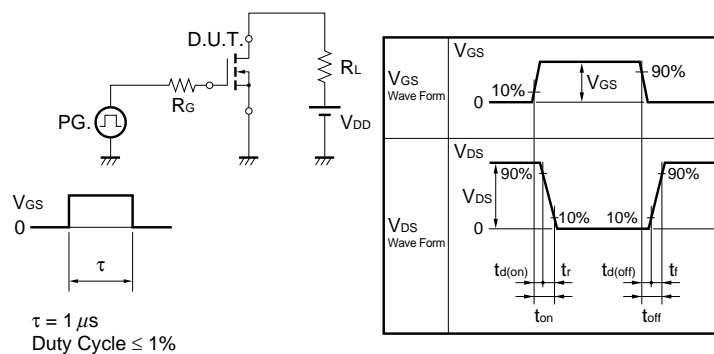 D.U.T.
RL
RG
PG.
VDD
VGS
0
τ
τ = 1 μs
Duty Cycle ≤ 1%
VGS
Wave Form
VGS
10%
VGS
90%
0
VDS
Wave Form
VDS
90%
VDS
90%
10%
10%
0
td(on)
tr
td(off)
tf
ton
toff